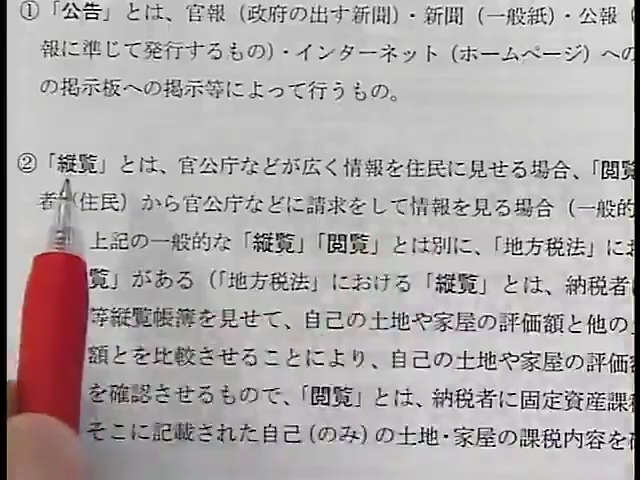 ①「公告」とは、官報（政府の出す新聞）・新聞（一般紙）・公報（
報に準じて発行するもの）・インターネット（ホームページ）への
の掲示板への掲示等によって行うもの。
②「縦覧」とは、官公庁などが広く情報を住民に見せる場合、「閲覧
者（住民）から官公庁などに請求をして情報を見る場合（一般的
上記の一般的な「縦覧」「閲覧」とは別に、「地方税法」に
覧」がある（「地方税法」における「縦覧」とは、納税者
等縦覧帳簿を見せて、自己の土地や家屋の評価額と他の
額とを比較させることにより、自己の土地や家屋の評価
を確認させるもので、「閲覧」とは、納税者に固定資産課
そこに記載された自己（のみ）の土地・家屋の課税内容を